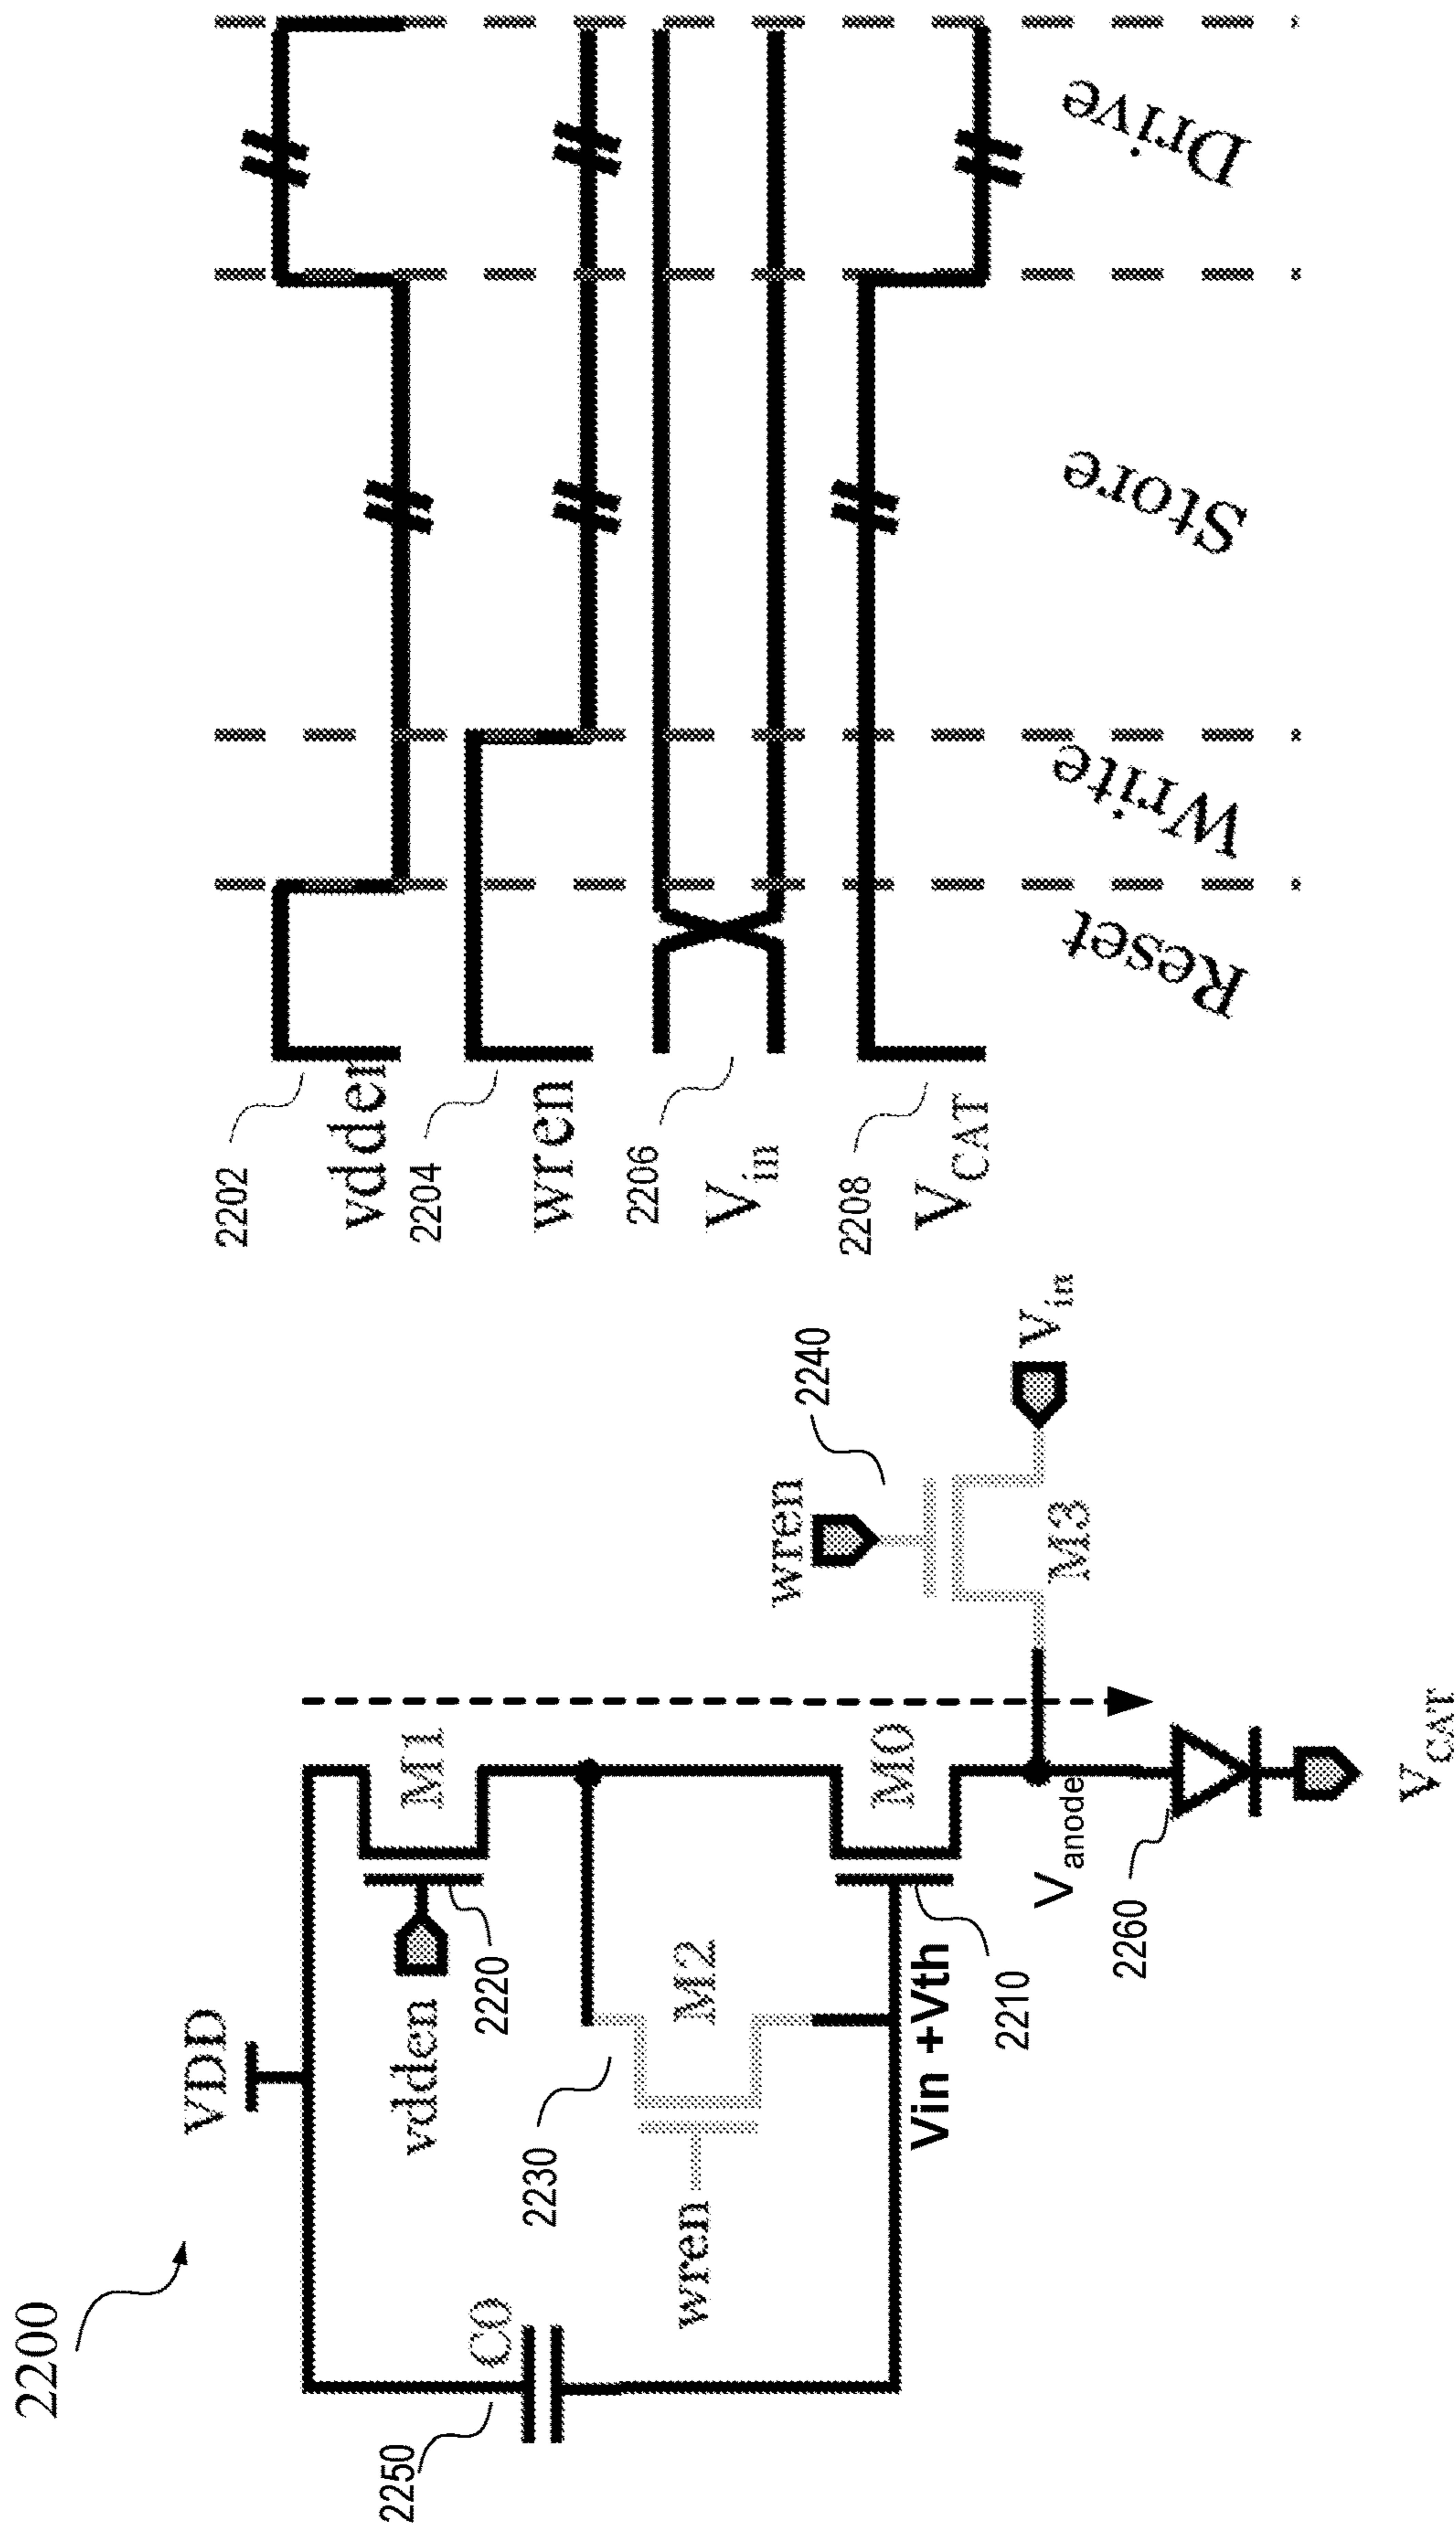 2200
VDD
C0
2250
vdden
2220
M1
wren
2230
M2
Vin +Vth
2210
M0
V anode
2260
VCAT
wren
2240
M3
Vin
2202
vdden
2204
wren
2206
Vin
2208
VCAT
Reset
Write
Store
Drive